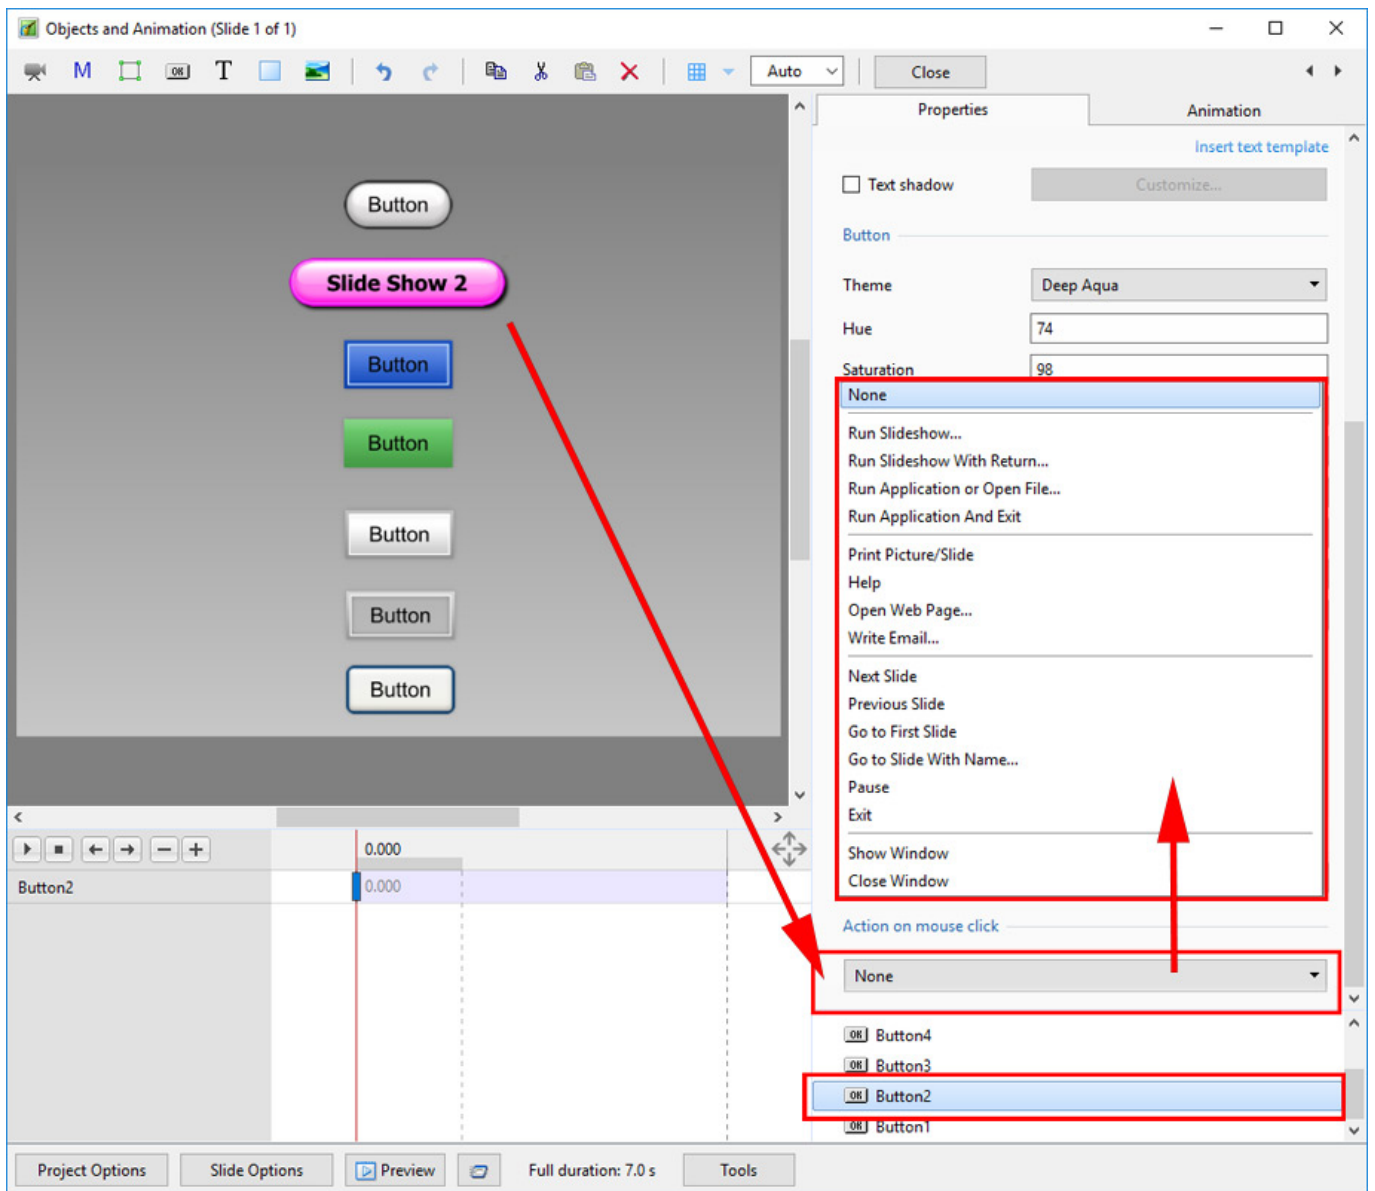 Objects and Animation (Slide 1 of 1)
M OK T Auto Close
Properties Animation
Insert text template
Text shadow Customize...
Button
Theme Deep Aqua
Hue 74
Saturation 98
None
Run Slideshow...
Run Slideshow With Return...
Run Application or Open File...
Run Application And Exit
Print Picture/Slide
Help
Open Web Page...
Write Email...
Next Slide
Previous Slide
Go to First Slide
Go to Slide With Name...
Pause
Exit
Show Window
Close Window
Action on mouse click
None
OK Button4
OK Button3
OK Button2
OK Button1
Button
Slide Show 2
Button
Button
Button
Button
Button
0.000
Button2 0.000
Project Options Slide Options Preview Full duration: 7.0 s Tools